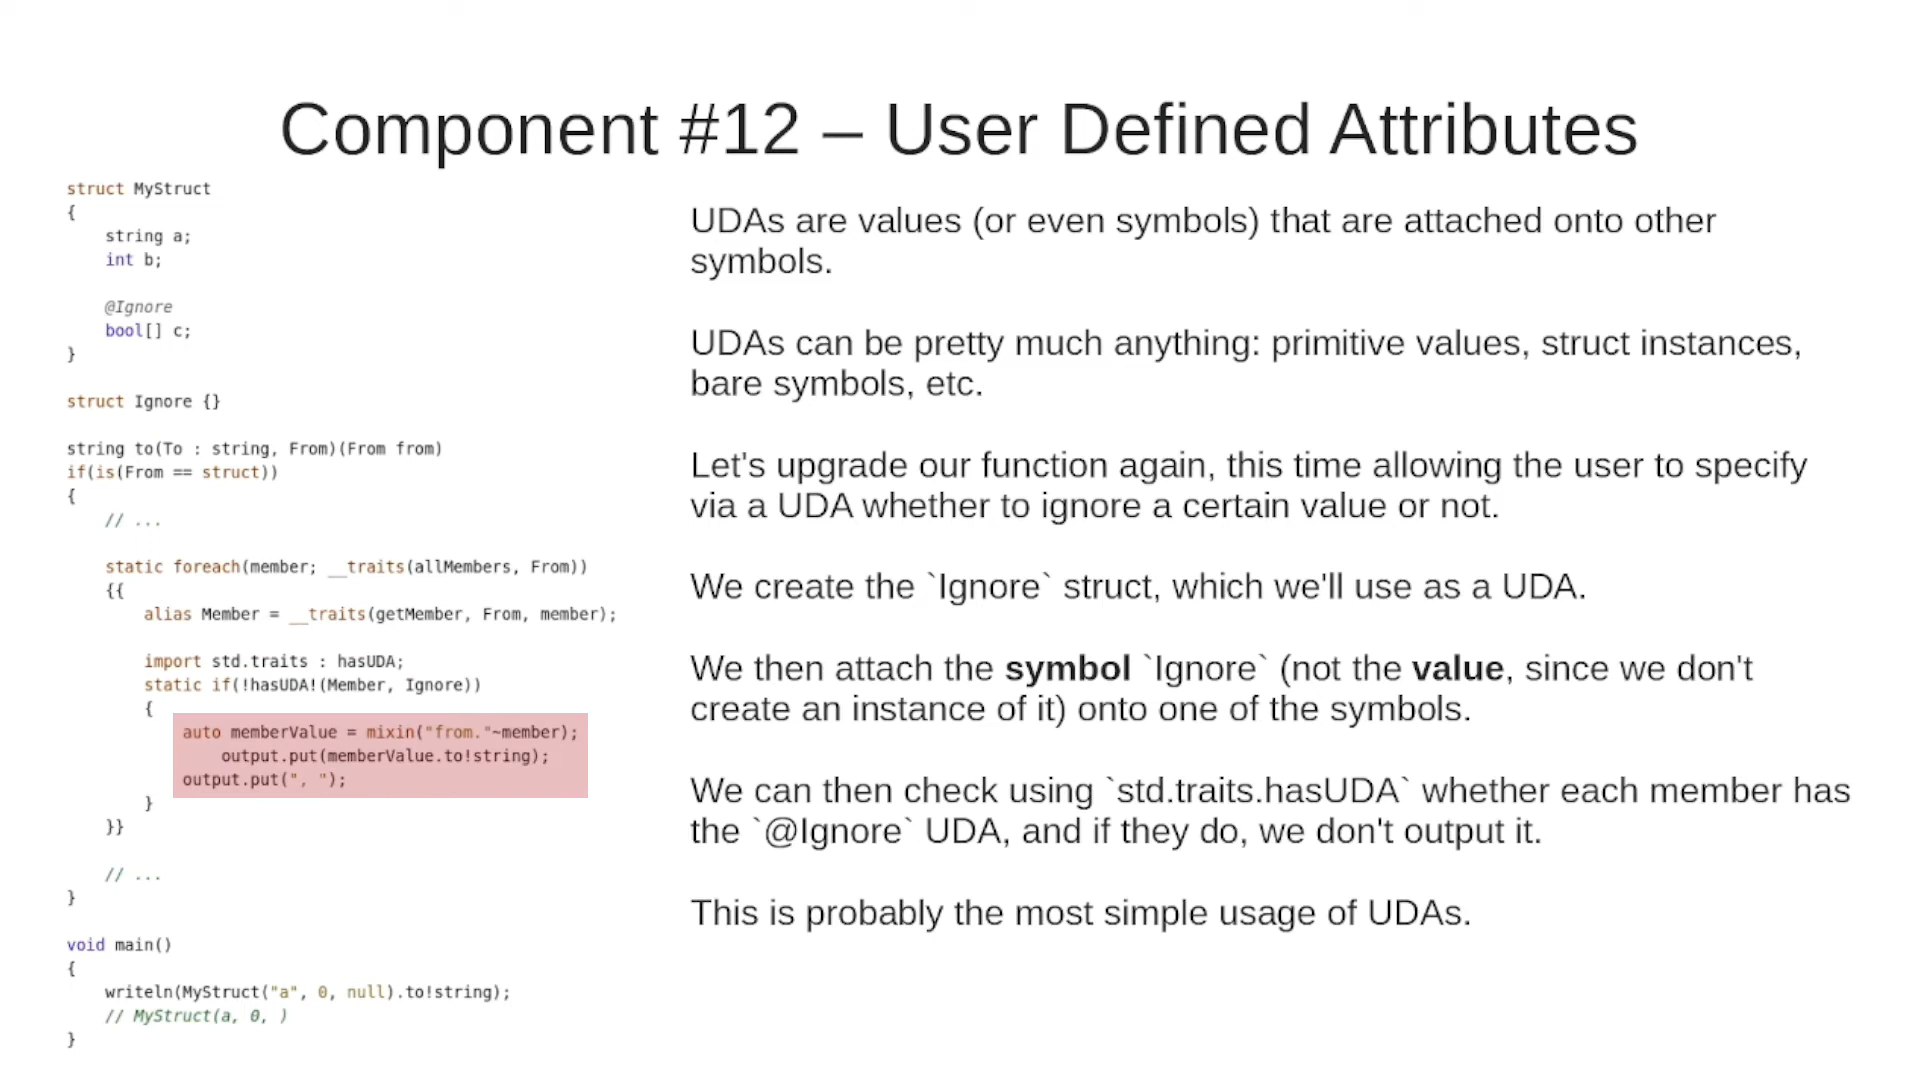 Component #12 – User Defined Attributes
struct MyStruct
{
    string a;
    int b;

    @Ignore
    bool[] c;
}

struct Ignore {}

string to(To : string, From)(From from)
if(is(From == struct))
{
    // ...

    static foreach(member; __traits(allMembers, From))
    {{
        alias Member = __traits(getMember, From, member);

        import std.traits : hasUDA;
        static if(!hasUDA!(Member, Ignore))
        {
            auto memberValue = mixin("from."~member);
                output.put(memberValue.to!string);
            output.put(", ");
        }
    }}

    // ...
}

void main()
{
    writeln(MyStruct("a", 0, null).to!string);
    // MyStruct(a, 0, )
}
UDAs are values (or even symbols) that are attached onto other
symbols.
UDAs can be pretty much anything: primitive values, struct instances,
bare symbols, etc.
Let's upgrade our function again, this time allowing the user to specify
via a UDA whether to ignore a certain value or not.
We create the `Ignore` struct, which we'll use as a UDA.
We then attach the symbol `Ignore` (not the value, since we don't
create an instance of it) onto one of the symbols.
We can then check using `std.traits.hasUDA` whether each member has
the `@Ignore` UDA, and if they do, we don't output it.
This is probably the most simple usage of UDAs.